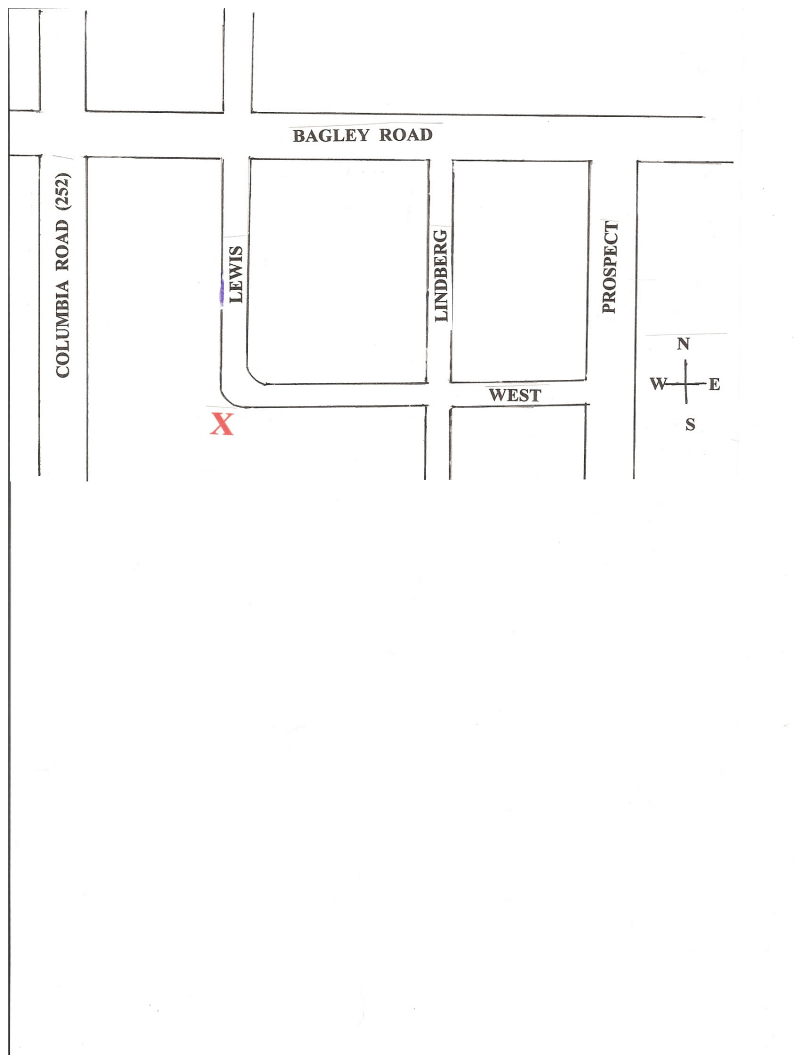 BAGLEY ROAD
COLUMBIA ROAD (252)
LEWIS
LINDBERG
PROSPECT
N
W E
S
WEST
X